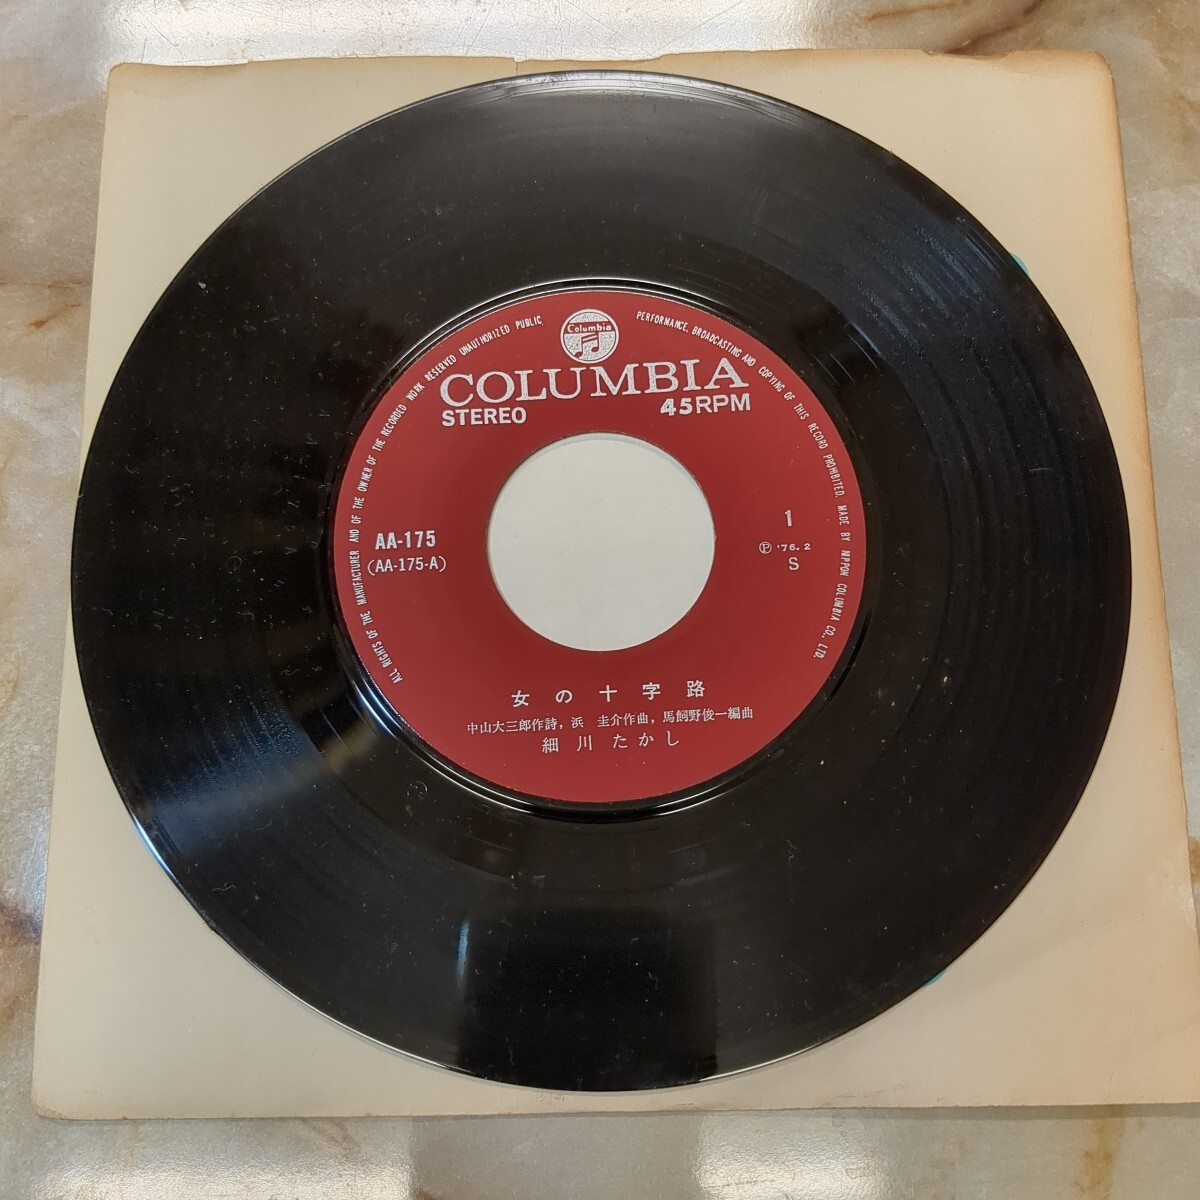 ALL RIGHTS OF THE MANUFACTURER AND OF THE OWNER OF THE RECORDED WORK RESERVED UNAUTHORIZED PUBLIC PERFORMANCE, BROADCASTING AND COPYING OF THIS RECORD PROHIBITED. MADE BY NIPPON COLUMBIA CO., LTD.
Columbia
COLUMBIA
STEREO 45RPM
AA-175
(AA-175-A)
1
Ⓟ '76. 2
S
女の十字路
中山大三郎作詩, 浜 圭介作曲, 馬飼野俊一編曲
細川たかし